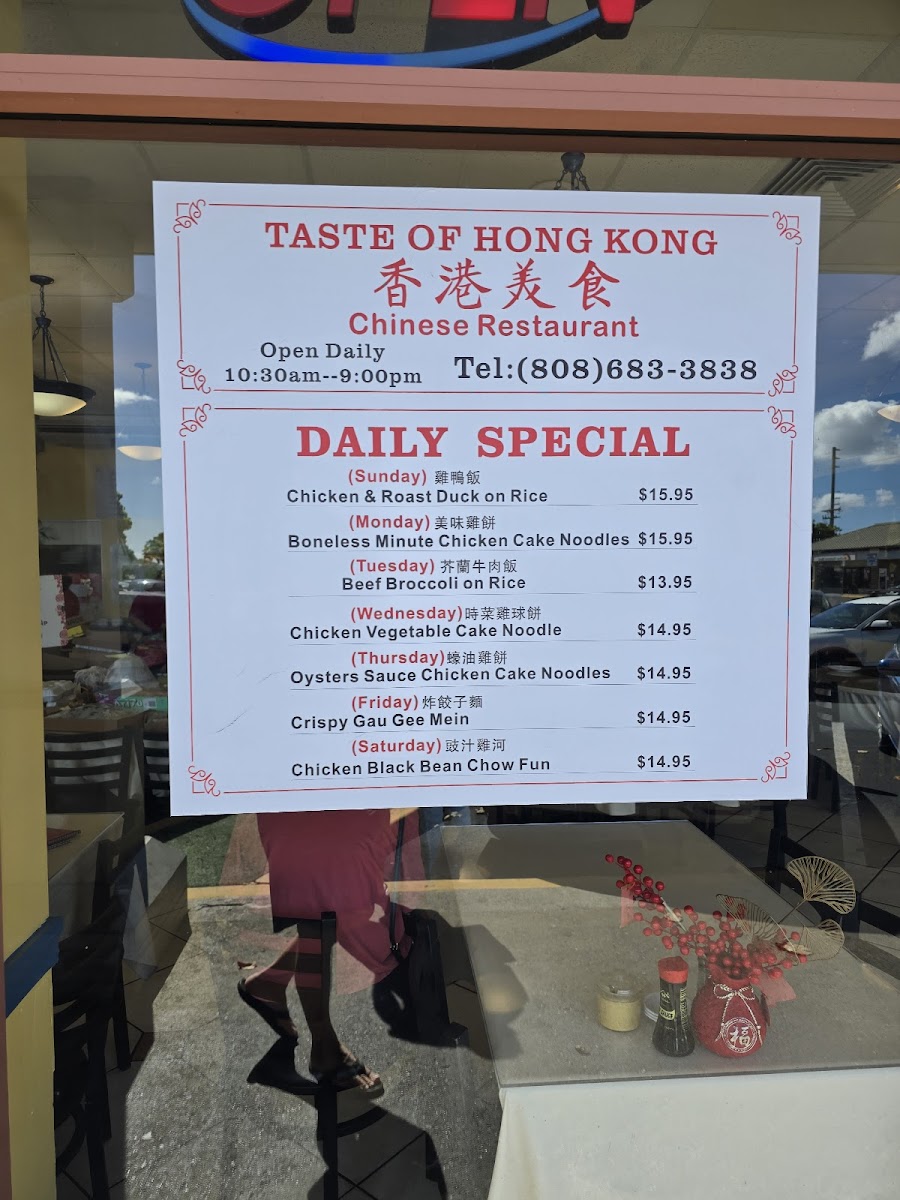 OPEN
TASTE OF HONG KONG
香港美食
Chinese Restaurant
Open Daily
10:30am--9:00pm
Tel:(808)683-3838
DAILY SPECIAL
(Sunday) 雞鴨飯
Chicken & Roast Duck on Rice $15.95
(Monday) 美味雞餅
Boneless Minute Chicken Cake Noodles $15.95
(Tuesday) 芥蘭牛肉飯
Beef Broccoli on Rice $13.95
(Wednesday) 時菜雞球餅
Chicken Vegetable Cake Noodle $14.95
(Thursday) 蠔油雞餅
Oysters Sauce Chicken Cake Noodles $14.95
(Friday) 炸餃子麵
Crispy Gau Gee Mein $14.95
(Saturday) 豉汁雞河
Chicken Black Bean Chow Fun $14.95
福